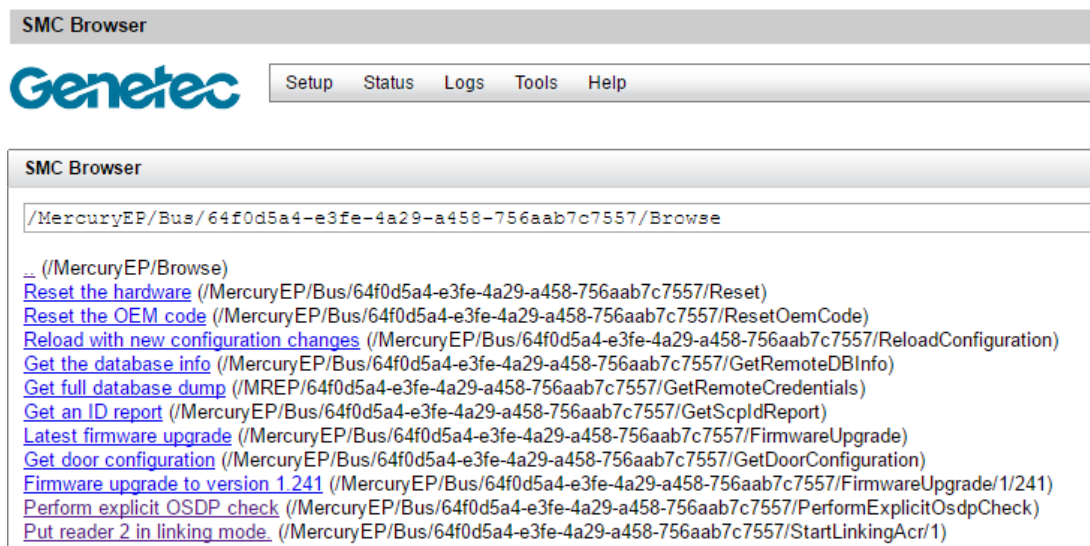 SMC Browser
Genetec
Setup Status Logs Tools Help
SMC Browser
/MercuryEP/Bus/64f0d5a4-e3fe-4a29-a458-756aab7c7557/Browse
.. (/MercuryEP/Browse)
Reset the hardware (/MercuryEP/Bus/64f0d5a4-e3fe-4a29-a458-756aab7c7557/Reset)
Reset the OEM code (/MercuryEP/Bus/64f0d5a4-e3fe-4a29-a458-756aab7c7557/ResetOemCode)
Reload with new configuration changes (/MercuryEP/Bus/64f0d5a4-e3fe-4a29-a458-756aab7c7557/ReloadConfiguration)
Get the database info (/MercuryEP/Bus/64f0d5a4-e3fe-4a29-a458-756aab7c7557/GetRemoteDBInfo)
Get full database dump (/MREP/64f0d5a4-e3fe-4a29-a458-756aab7c7557/GetRemoteCredentials)
Get an ID report (/MercuryEP/Bus/64f0d5a4-e3fe-4a29-a458-756aab7c7557/GetScpIdReport)
Latest firmware upgrade (/MercuryEP/Bus/64f0d5a4-e3fe-4a29-a458-756aab7c7557/FirmwareUpgrade)
Get door configuration (/MercuryEP/Bus/64f0d5a4-e3fe-4a29-a458-756aab7c7557/GetDoorConfiguration)
Firmware upgrade to version 1.241 (/MercuryEP/Bus/64f0d5a4-e3fe-4a29-a458-756aab7c7557/FirmwareUpgrade/1/241)
Perform explicit OSDP check (/MercuryEP/Bus/64f0d5a4-e3fe-4a29-a458-756aab7c7557/PerformExplicitOsdpCheck)
Put reader 2 in linking mode. (/MercuryEP/Bus/64f0d5a4-e3fe-4a29-a458-756aab7c7557/StartLinkingAcr/1)